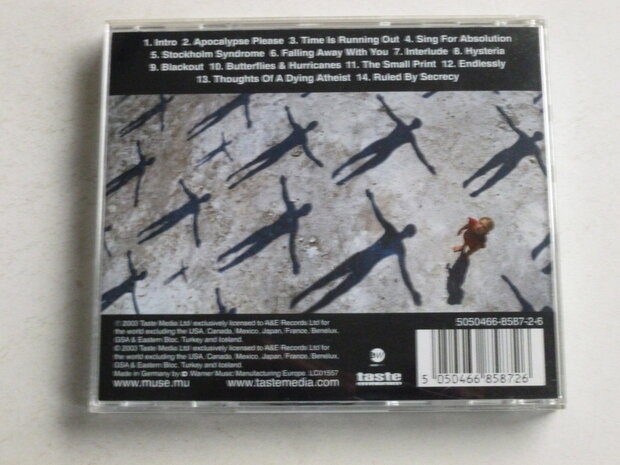 1. Intro 2. Apocalypse Please 3. Time Is Running Out 4. Sing For Absolution
5. Stockholm Syndrome 6. Falling Away With You 7. Interlude 8. Hysteria
9. Blackout 10. Butterflies & Hurricanes 11. The Small Print 12. Endlessly
13. Thoughts Of A Dying Atheist 14. Ruled By Secrecy
℗ 2003 Taste Media Ltd exclusively licensed to A&E Records Ltd for
the world excluding the USA, Canada, Mexico, Japan, France, Benelux,
GSA & Eastern Bloc, Turkey and Iceland.
© 2003 Taste Media Ltd exclusively licensed to A&E Records Ltd for
the world excluding the USA, Canada, Mexico, Japan, France, Benelux,
GSA & Eastern Bloc, Turkey and Iceland.
Made in Germany by Warner Music Manufacturing Europe LC01557
www.muse.mu www.tastemedia.com
ew
taste
5050466-8587-2-6
5 050466 858726